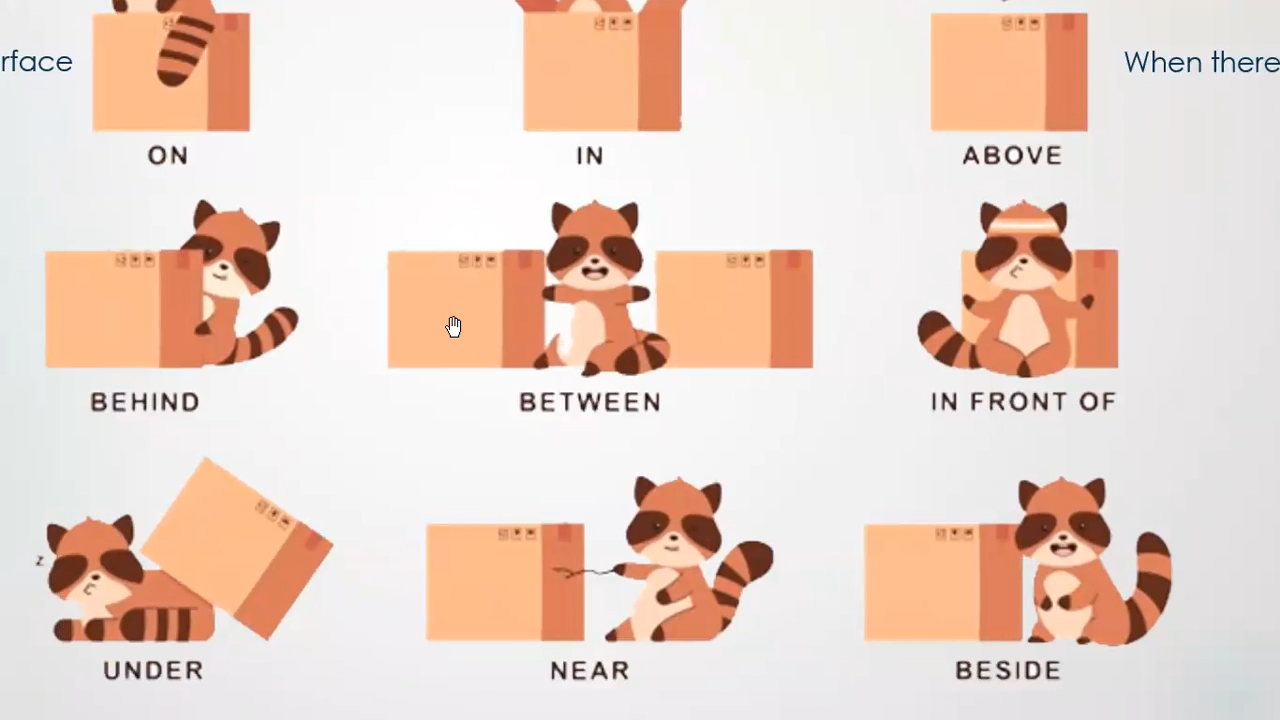 rface
When there
ON
IN
ABOVE
BEHIND
BETWEEN
IN FRONT OF
z
UNDER
NEAR
BESIDE